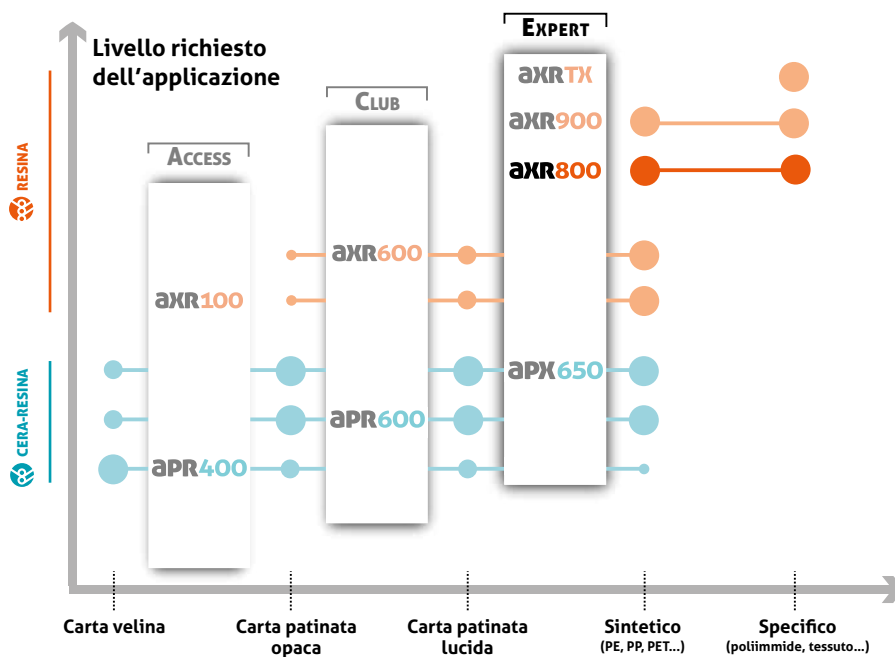 Livello richiesto
dell'applicazione
ACCESS
CLUB
EXPERT
RESINA
CERA-RESINA
aXRTX
aXR900
aXR800
aXR600
aXR100
aPX650
aPR600
aPR400
Carta velina
Carta patinata
opaca
Carta patinata
lucida
Sintetico
(PE, PP, PET...)
Specifico
(poliimmide, tessuto...)